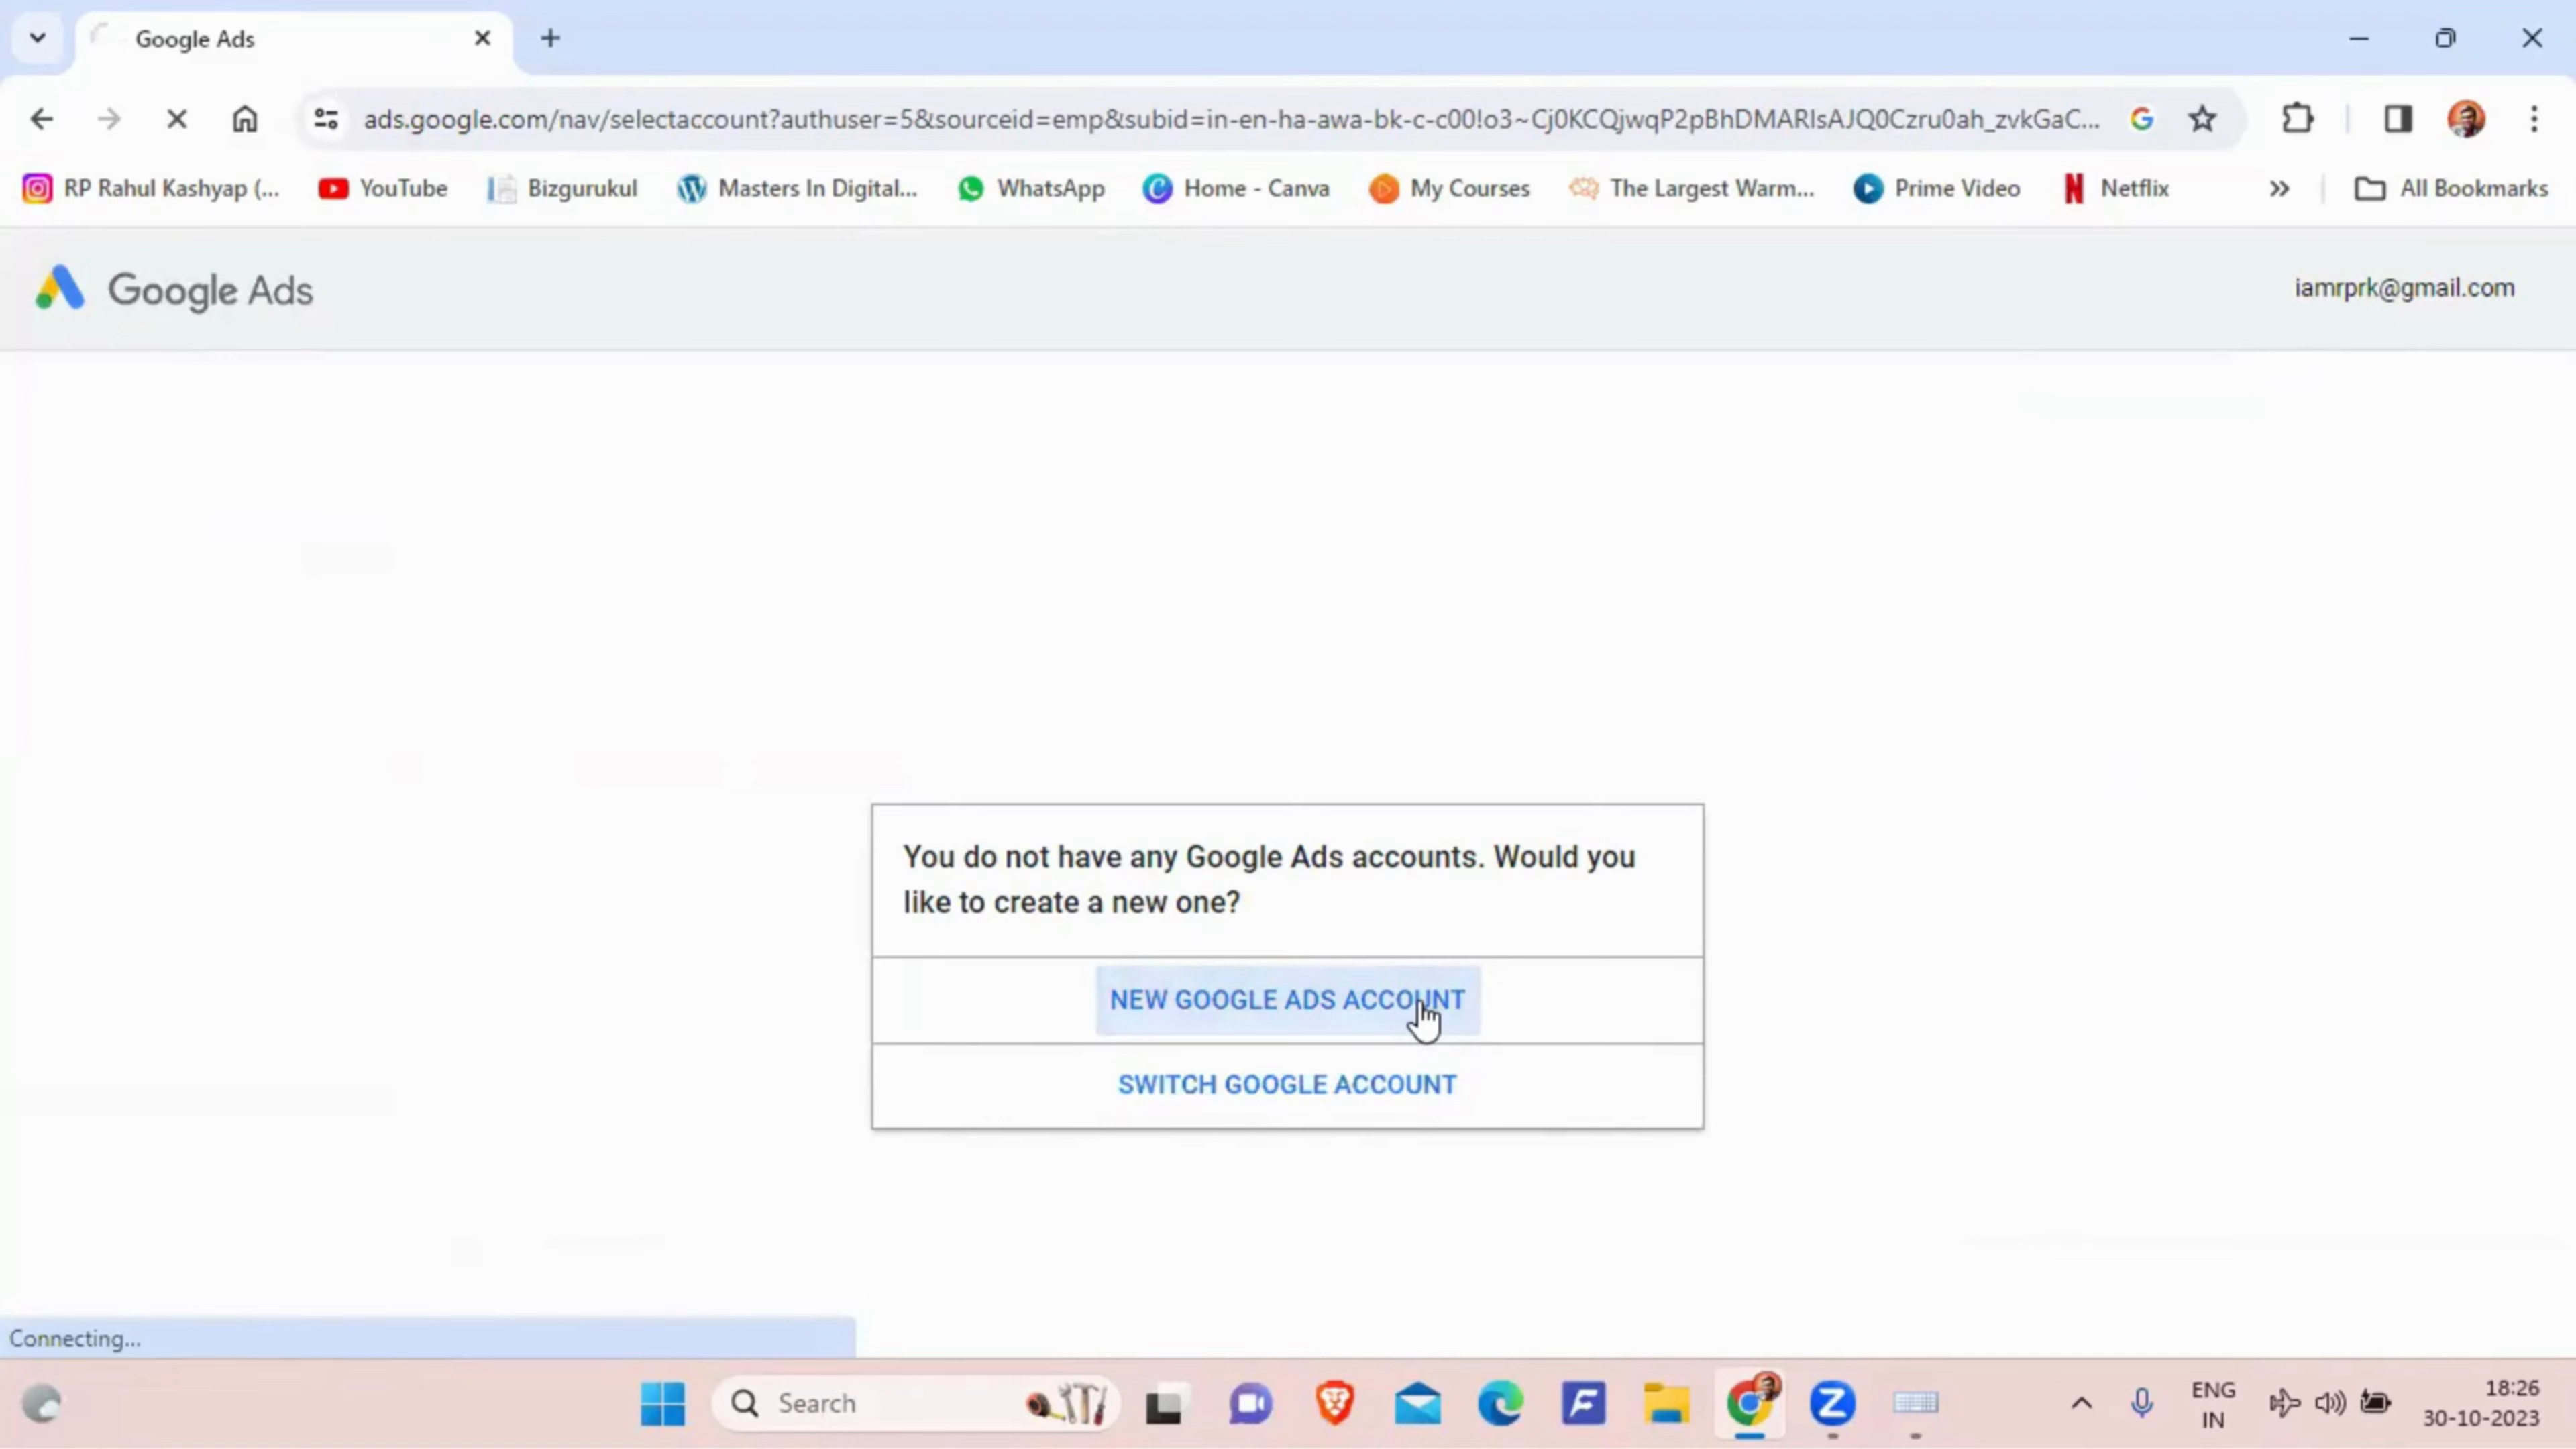 Google Ads
ads.google.com/nav/selectaccount?authuser=5&sourceid=emp&subid=in-en-ha-awa-bk-c-c00!o3~Cj0KCQjwqP2pBhDMARIsAJQ0Czru0ah_zvkGaC...
RP Rahul Kashyap (... YouTube Bizgurukul Masters In Digital... WhatsApp Home - Canva My Courses The Largest Warm... Prime Video Netflix » All Bookmarks
Google Ads iamrprk@gmail.com
You do not have any Google Ads accounts. Would you
like to create a new one?
NEW GOOGLE ADS ACCOUNT
SWITCH GOOGLE ACCOUNT
Connecting...
Search
ENG
IN
18:26
30-10-2023